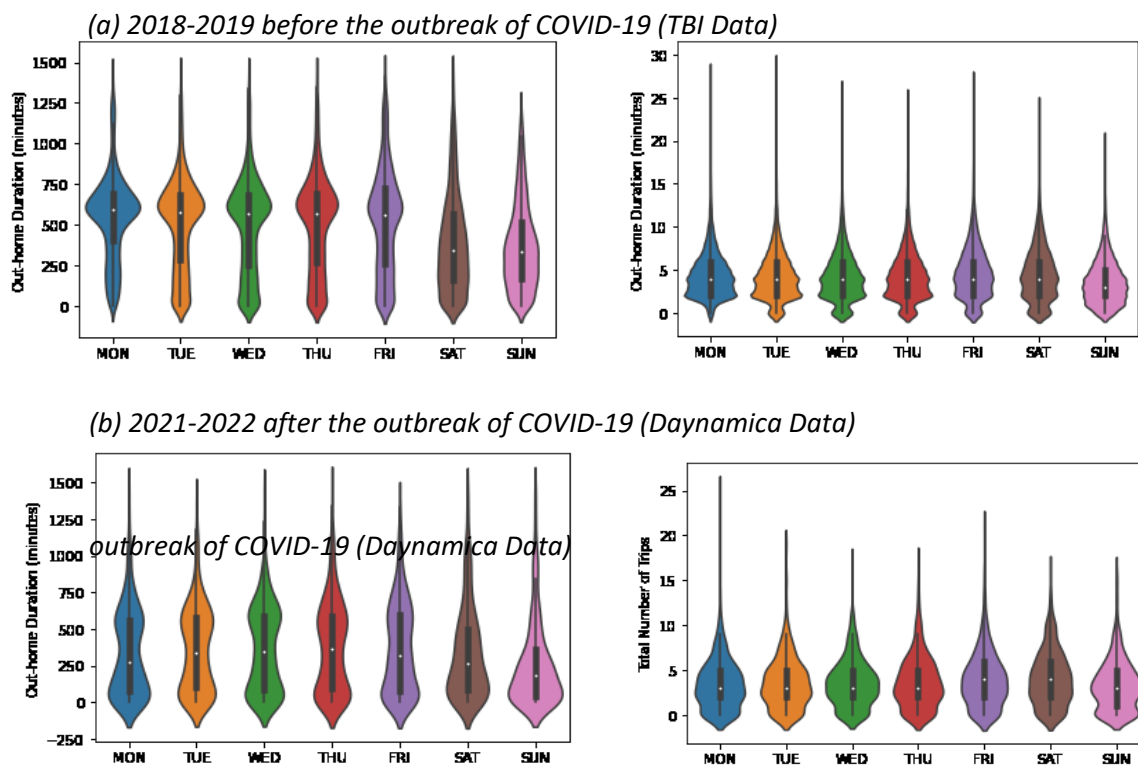 (a) 2018-2019 before the outbreak of COVID-19 (TBI Data)
Out-home Duration (minutes)
1500
1250
1000
750
500
250
0
MON TUE WED THU FRI SAT SUN
Out-home Duration (minutes)
30
25
20
15
10
5
0
MON TUE WED THU FRI SAT SUN
(b) 2021-2022 after the outbreak of COVID-19 (Daynamica Data)
Out-home Duration (minutes)
1500
1250
1000
750
500
250
0
−250
MON TUE WED THU FRI SAT SUN
outbreak of COVID-19 (Daynamica Data)
Total Number of Trips
25
20
15
10
5
0
MON TUE WED THU FRI SAT SUN